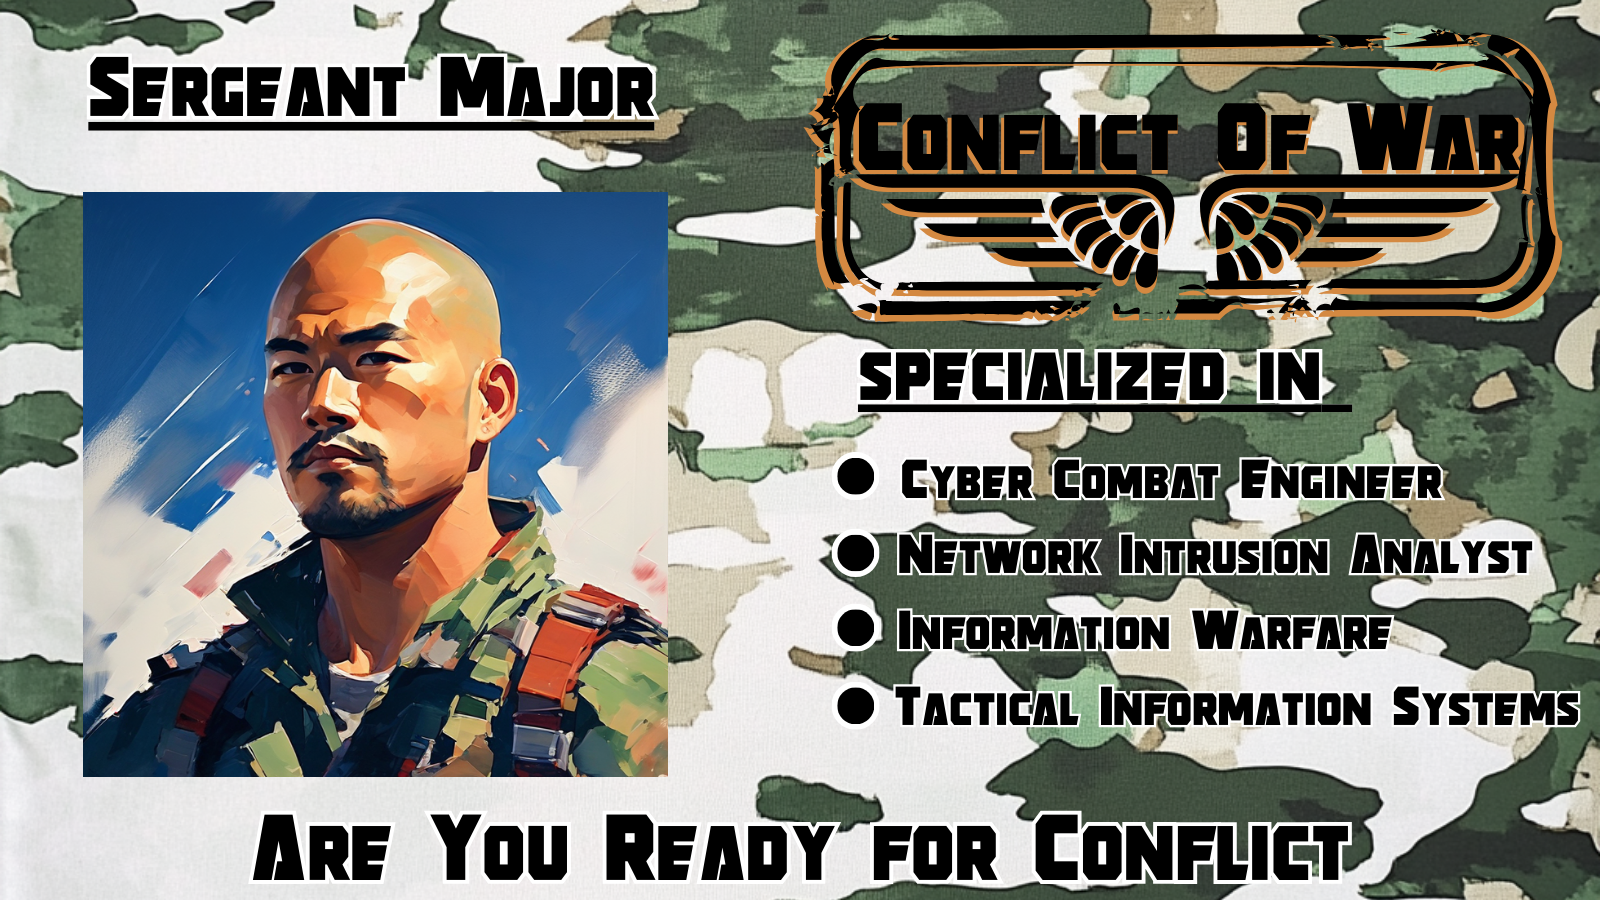 Sergeant Major
Conflict Of War
SPECIALIZED IN
Cyber Combat Engineer
Network Intrusion Analyst
Information Warfare
Tactical Information Systems
Are You Ready for Conflict